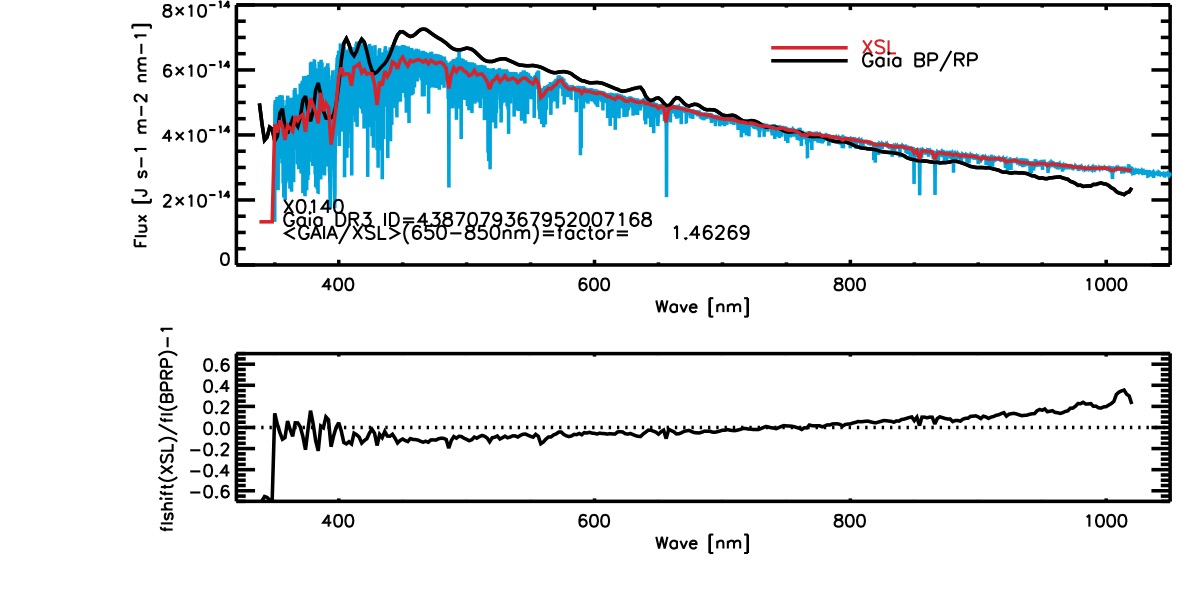 8×10⁻¹⁴
6×10⁻¹⁴
4×10⁻¹⁴
2×10⁻¹⁴
0
Flux [J s−1 m−2 nm−1]
XSL
Gaia BP/RP
X0140
Gaia DR3 ID=4387079367952007168
<GAIA/XSL>(650−850nm)=factor= 1.46269
400 600 800 1000
Wave [nm]
0.6
0.4
0.2
0.0
−0.2
−0.4
−0.6
flshift(XSL)/fl(BPRP)−1
400 600 800 1000
Wave [nm]